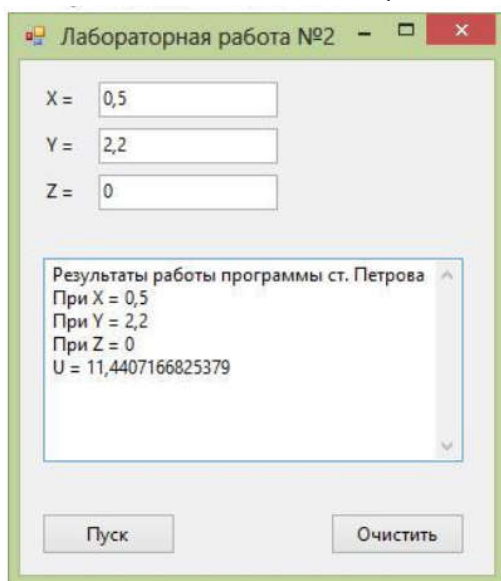 Лабораторная работа №2
X = 0,5
Y = 2,2
Z = 0
Результаты работы программы ст. Петрова
При X = 0,5
При Y = 2,2
При Z = 0
U = 11,4407166825379
Пуск Очистить